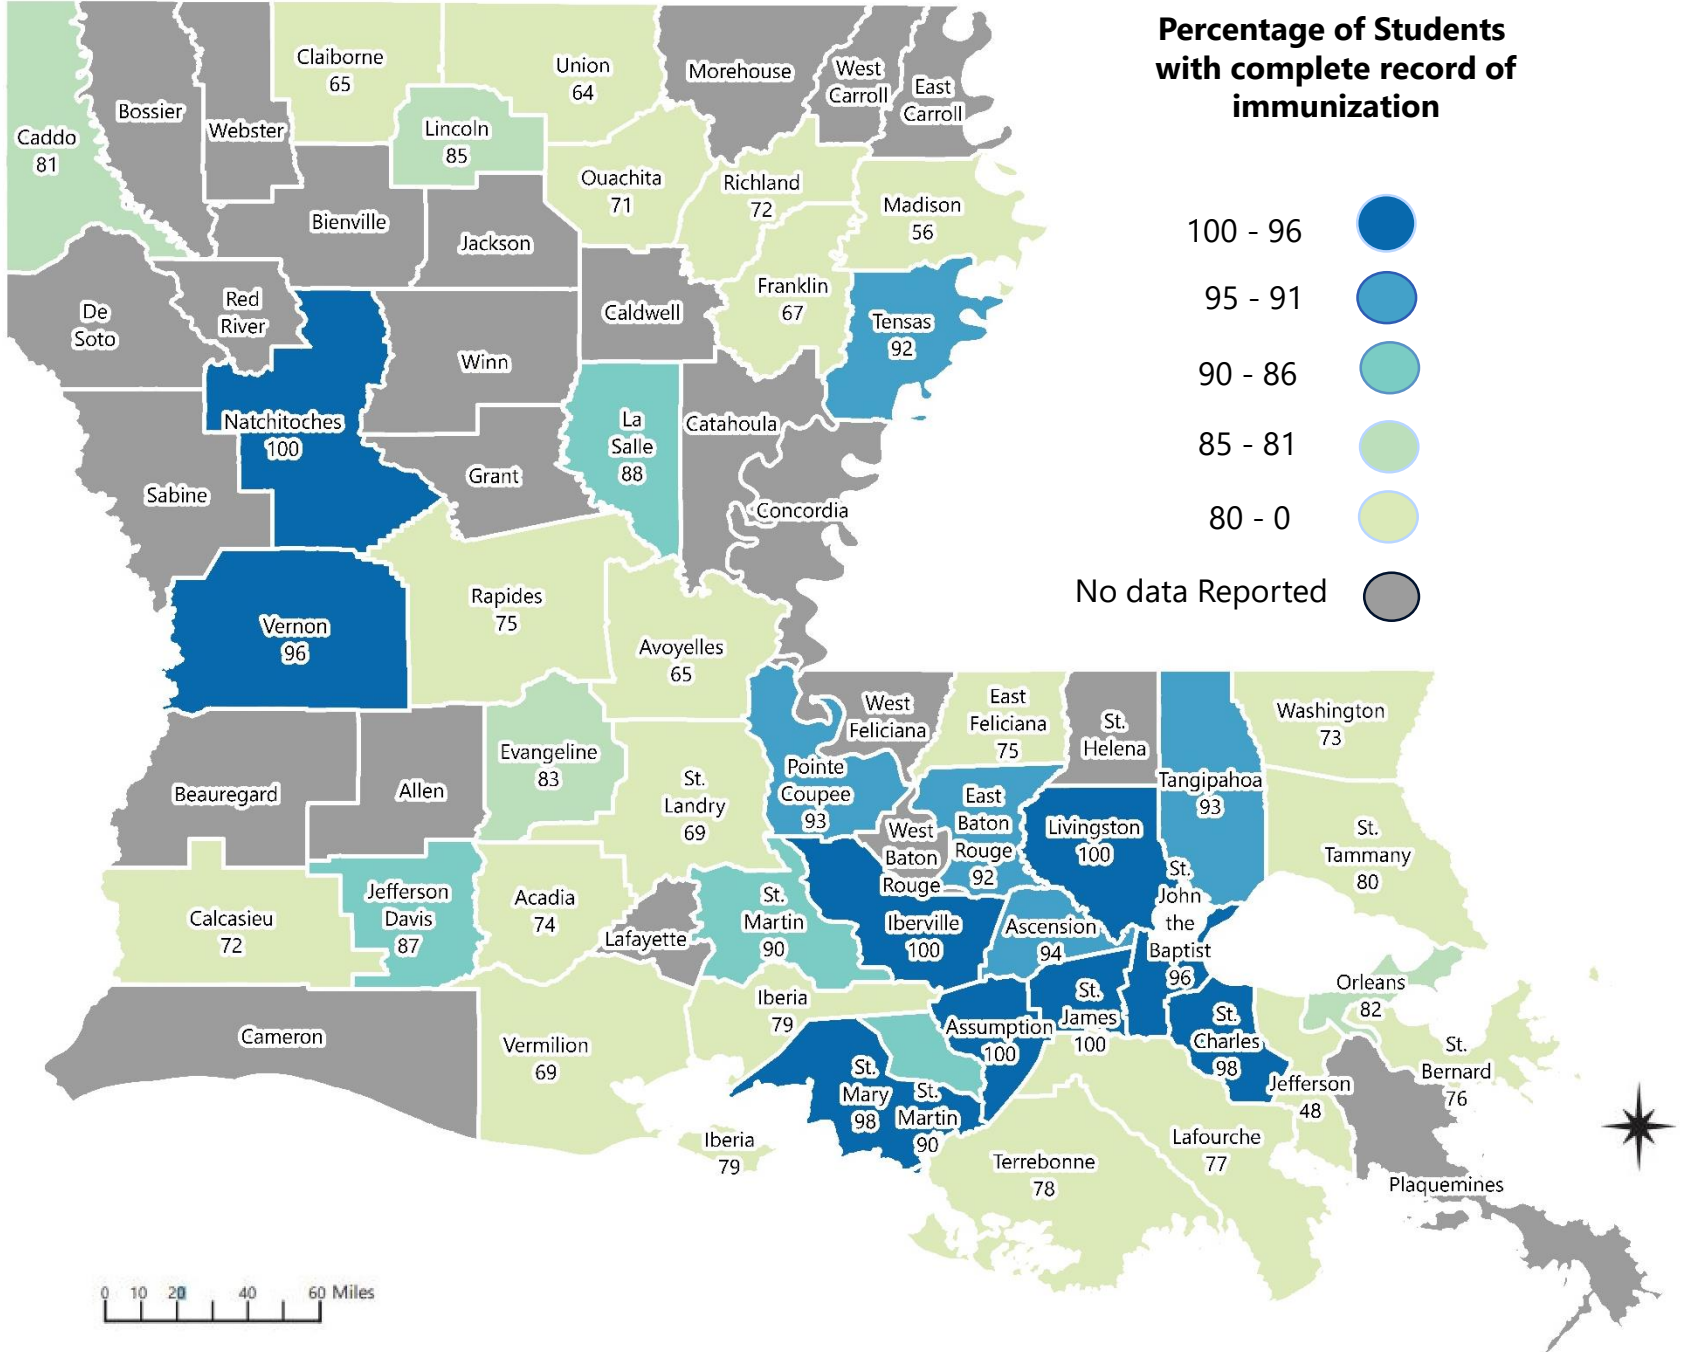 Percentage of Students
with complete record of
immunization
100 - 96
95 - 91
90 - 86
85 - 81
80 - 0
No data Reported
Claiborne
65
Union
64
Morehouse
West
Carroll
East
Carroll
Bossier
Webster
Lincoln
85
Caddo
81
Ouachita
71
Richland
72
Madison
56
Bienville
Jackson
De
Soto
Red
River
Caldwell
Franklin
67
Tensas
92
Winn
Natchitoches
100
La
Salle
88
Catahoula
Sabine
Grant
Concordia
Vernon
96
Rapides
75
Avoyelles
65
West
Feliciana
East
Feliciana
75
St.
Helena
Washington
73
Beauregard
Allen
Evangeline
83
St.
Landry
69
Pointe
Coupee
93
West
Baton
Rouge
East
Baton
Rouge
92
Livingston
100
Tangipahoa
93
St.
Tammany
80
Calcasieu
72
Jefferson
Davis
87
Acadia
74
Lafayette
St.
Martin
90
Iberville
100
Ascension
94
St.
John
the
Baptist
96
Orleans
82
Cameron
Vermilion
69
Iberia
79
Assumption
100
St.
James
100
St.
Charles
98
St.
Bernard
76
St.
Mary
98
St.
Martin
90
Jefferson
48
Iberia
79
Terrebonne
78
Lafourche
77
Plaquemines
0 10 20 40 60 Miles